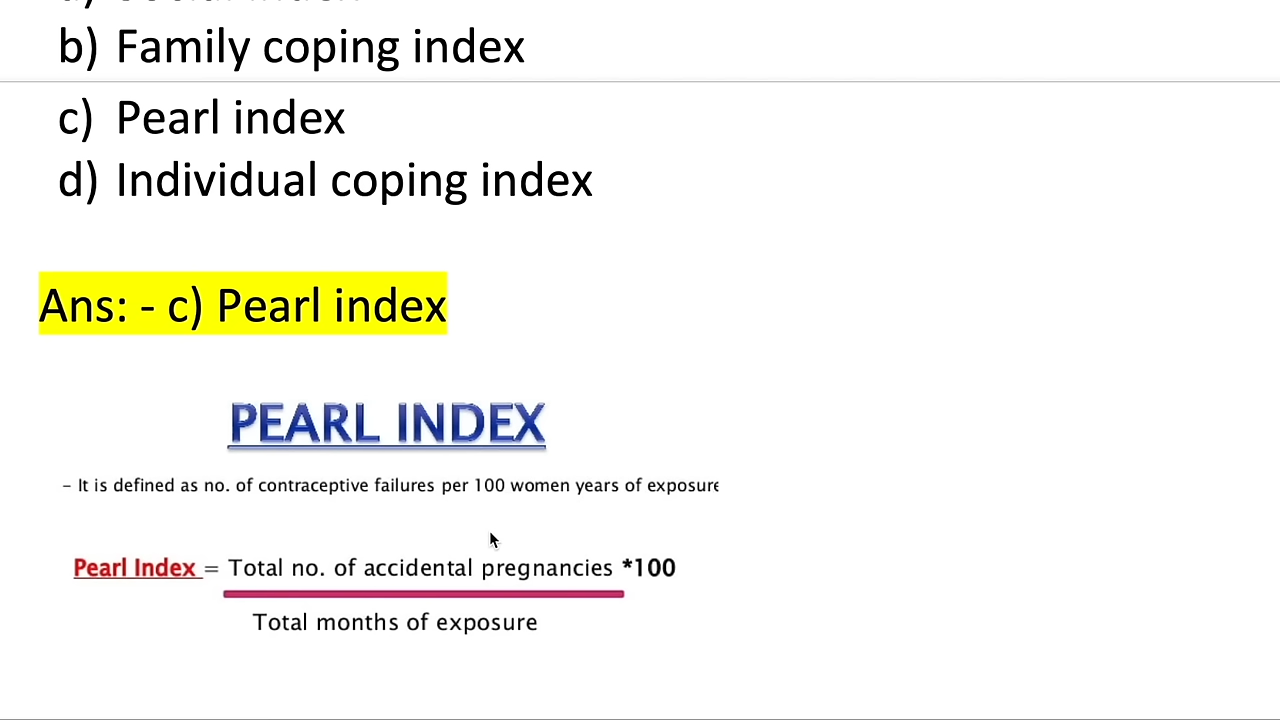 b) Family coping index
c) Pearl index
d) Individual coping index
Ans: - c) Pearl index
PEARL INDEX
– It is defined as no. of contraceptive failures per 100 women years of exposure
Pearl Index = Total no. of accidental pregnancies *100
Total months of exposure